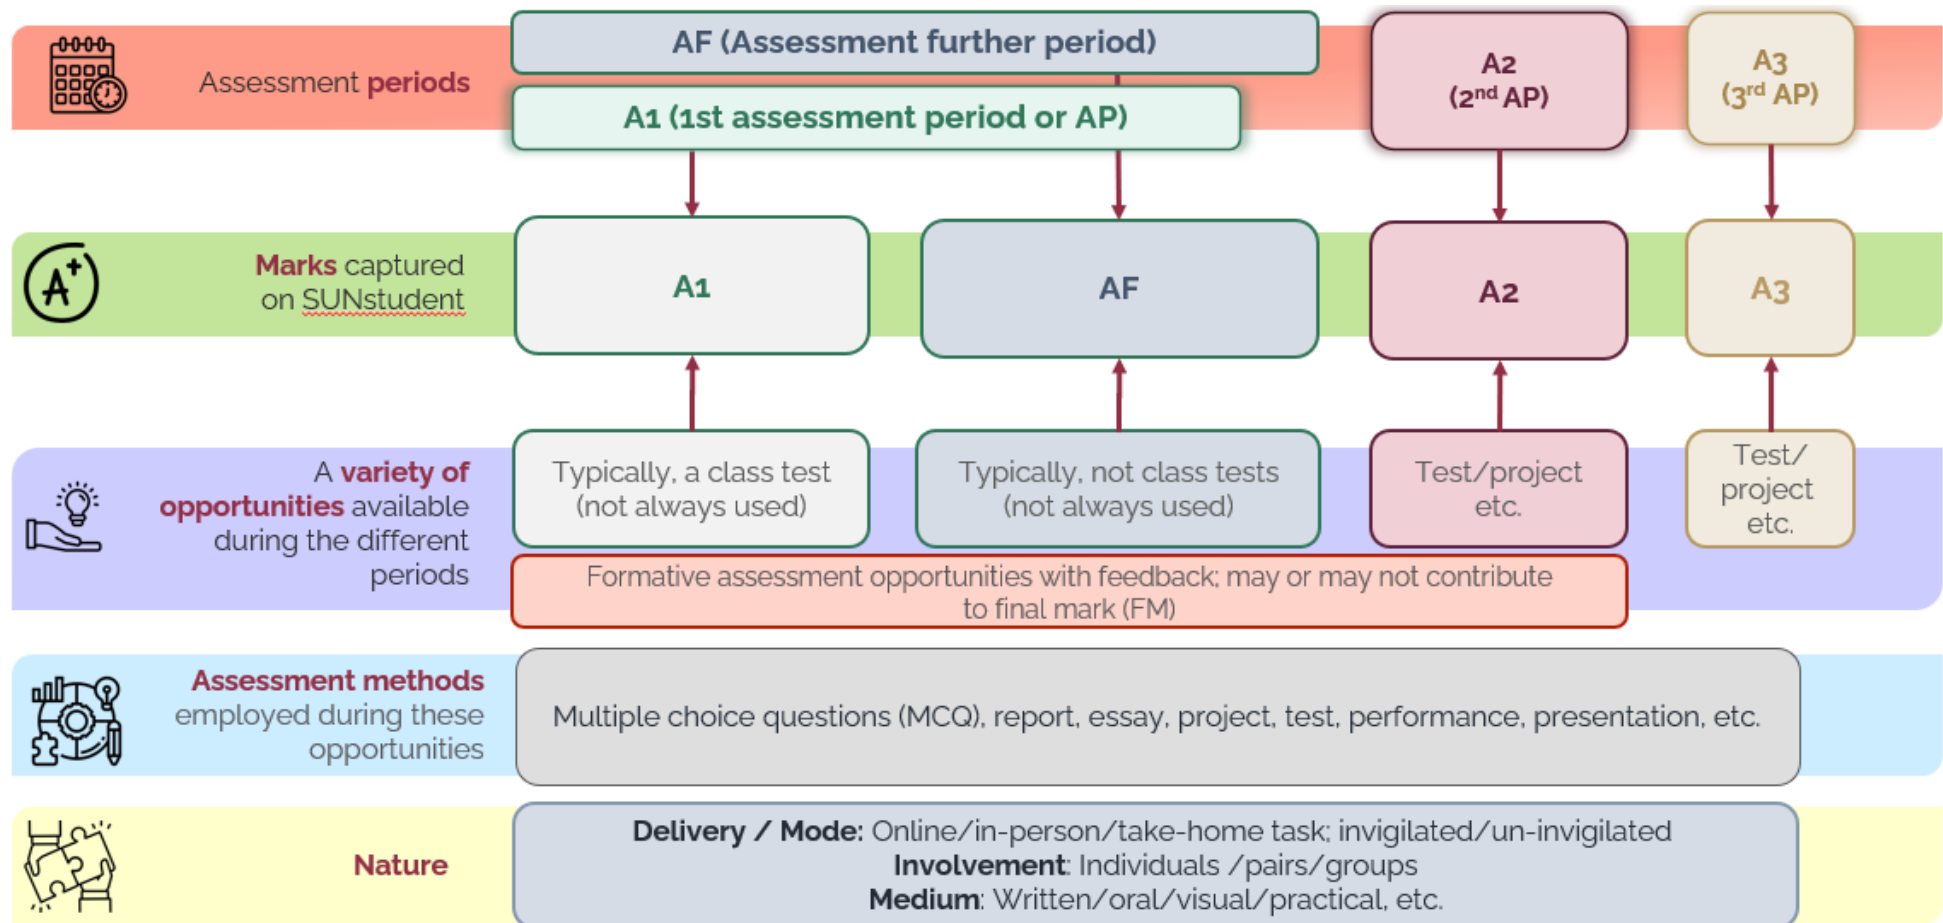 Assessment periods
AF (Assessment further period)
A1 (1st assessment period or AP)
A2
(2nd AP)
A3
(3rd AP)
Marks captured
on SUNstudent
A1
AF
A2
A3
A variety of
opportunities available
during the different
periods
Typically, a class test
(not always used)
Typically, not class tests
(not always used)
Test/project
etc.
Test/
project
etc.
Formative assessment opportunities with feedback; may or may not contribute
to final mark (FM)
Assessment methods
employed during these
opportunities
Multiple choice questions (MCQ), report, essay, project, test, performance, presentation, etc.
Nature
Delivery / Mode: Online/in-person/take-home task; invigilated/un-invigilated
Involvement: Individuals /pairs/groups
Medium: Written/oral/visual/practical, etc.
A+